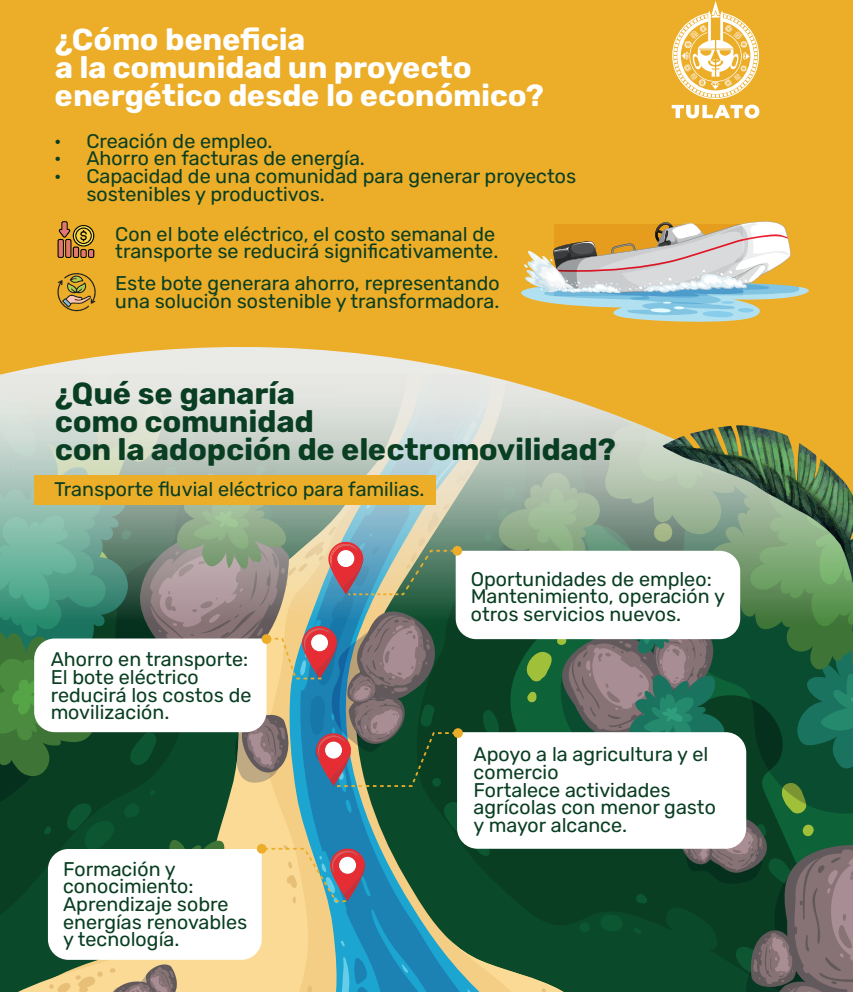 ¿Cómo beneficia
a la comunidad un proyecto
energético desde lo económico?
TULATO
• Creación de empleo.
• Ahorro en facturas de energía.
• Capacidad de una comunidad para generar proyectos
sostenibles y productivos.
Con el bote eléctrico, el costo semanal de
transporte se reducirá significativamente.
Este bote generara ahorro, representando
una solución sostenible y transformadora.
¿Qué se ganaría
como comunidad
con la adopción de electromovilidad?
Transporte fluvial eléctrico para familias.
Oportunidades de empleo:
Mantenimiento, operación y
otros servicios nuevos.
Ahorro en transporte:
El bote eléctrico
reducirá los costos de
movilización.
Apoyo a la agricultura y el
comercio
Fortalece actividades
agrícolas con menor gasto
y mayor alcance.
Formación y
conocimiento:
Aprendizaje sobre
energías renovables
y tecnología.